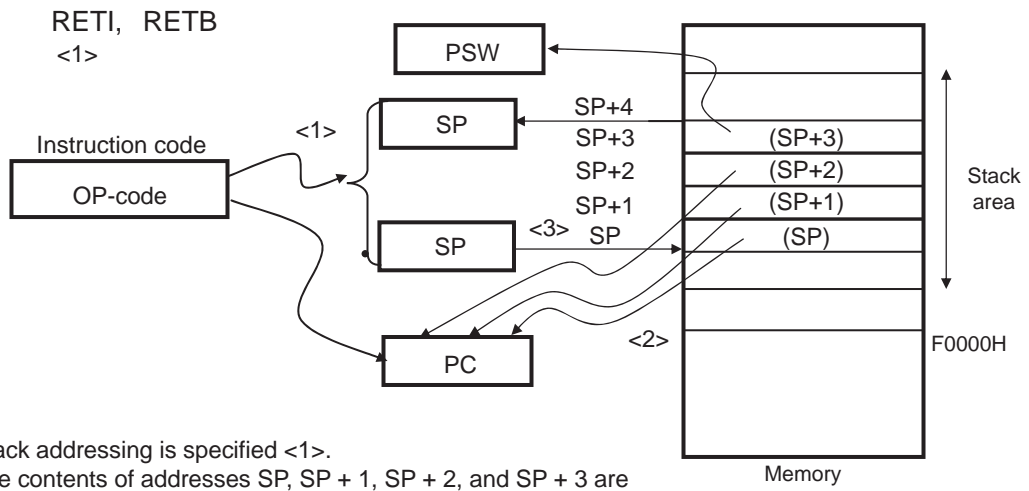 RETI, RETB
<1>
PSW
SP+4
SP
<1>
SP+3
(SP+3)
Instruction code
SP+2
(SP+2)
OP-code
Stack
area
SP+1
(SP+1)
SP
<3>
SP
(SP)
<2>
F0000H
PC
ack addressing is specified <1>.
Memory
e contents of addresses SP, SP + 1, SP + 2, and SP + 3 are